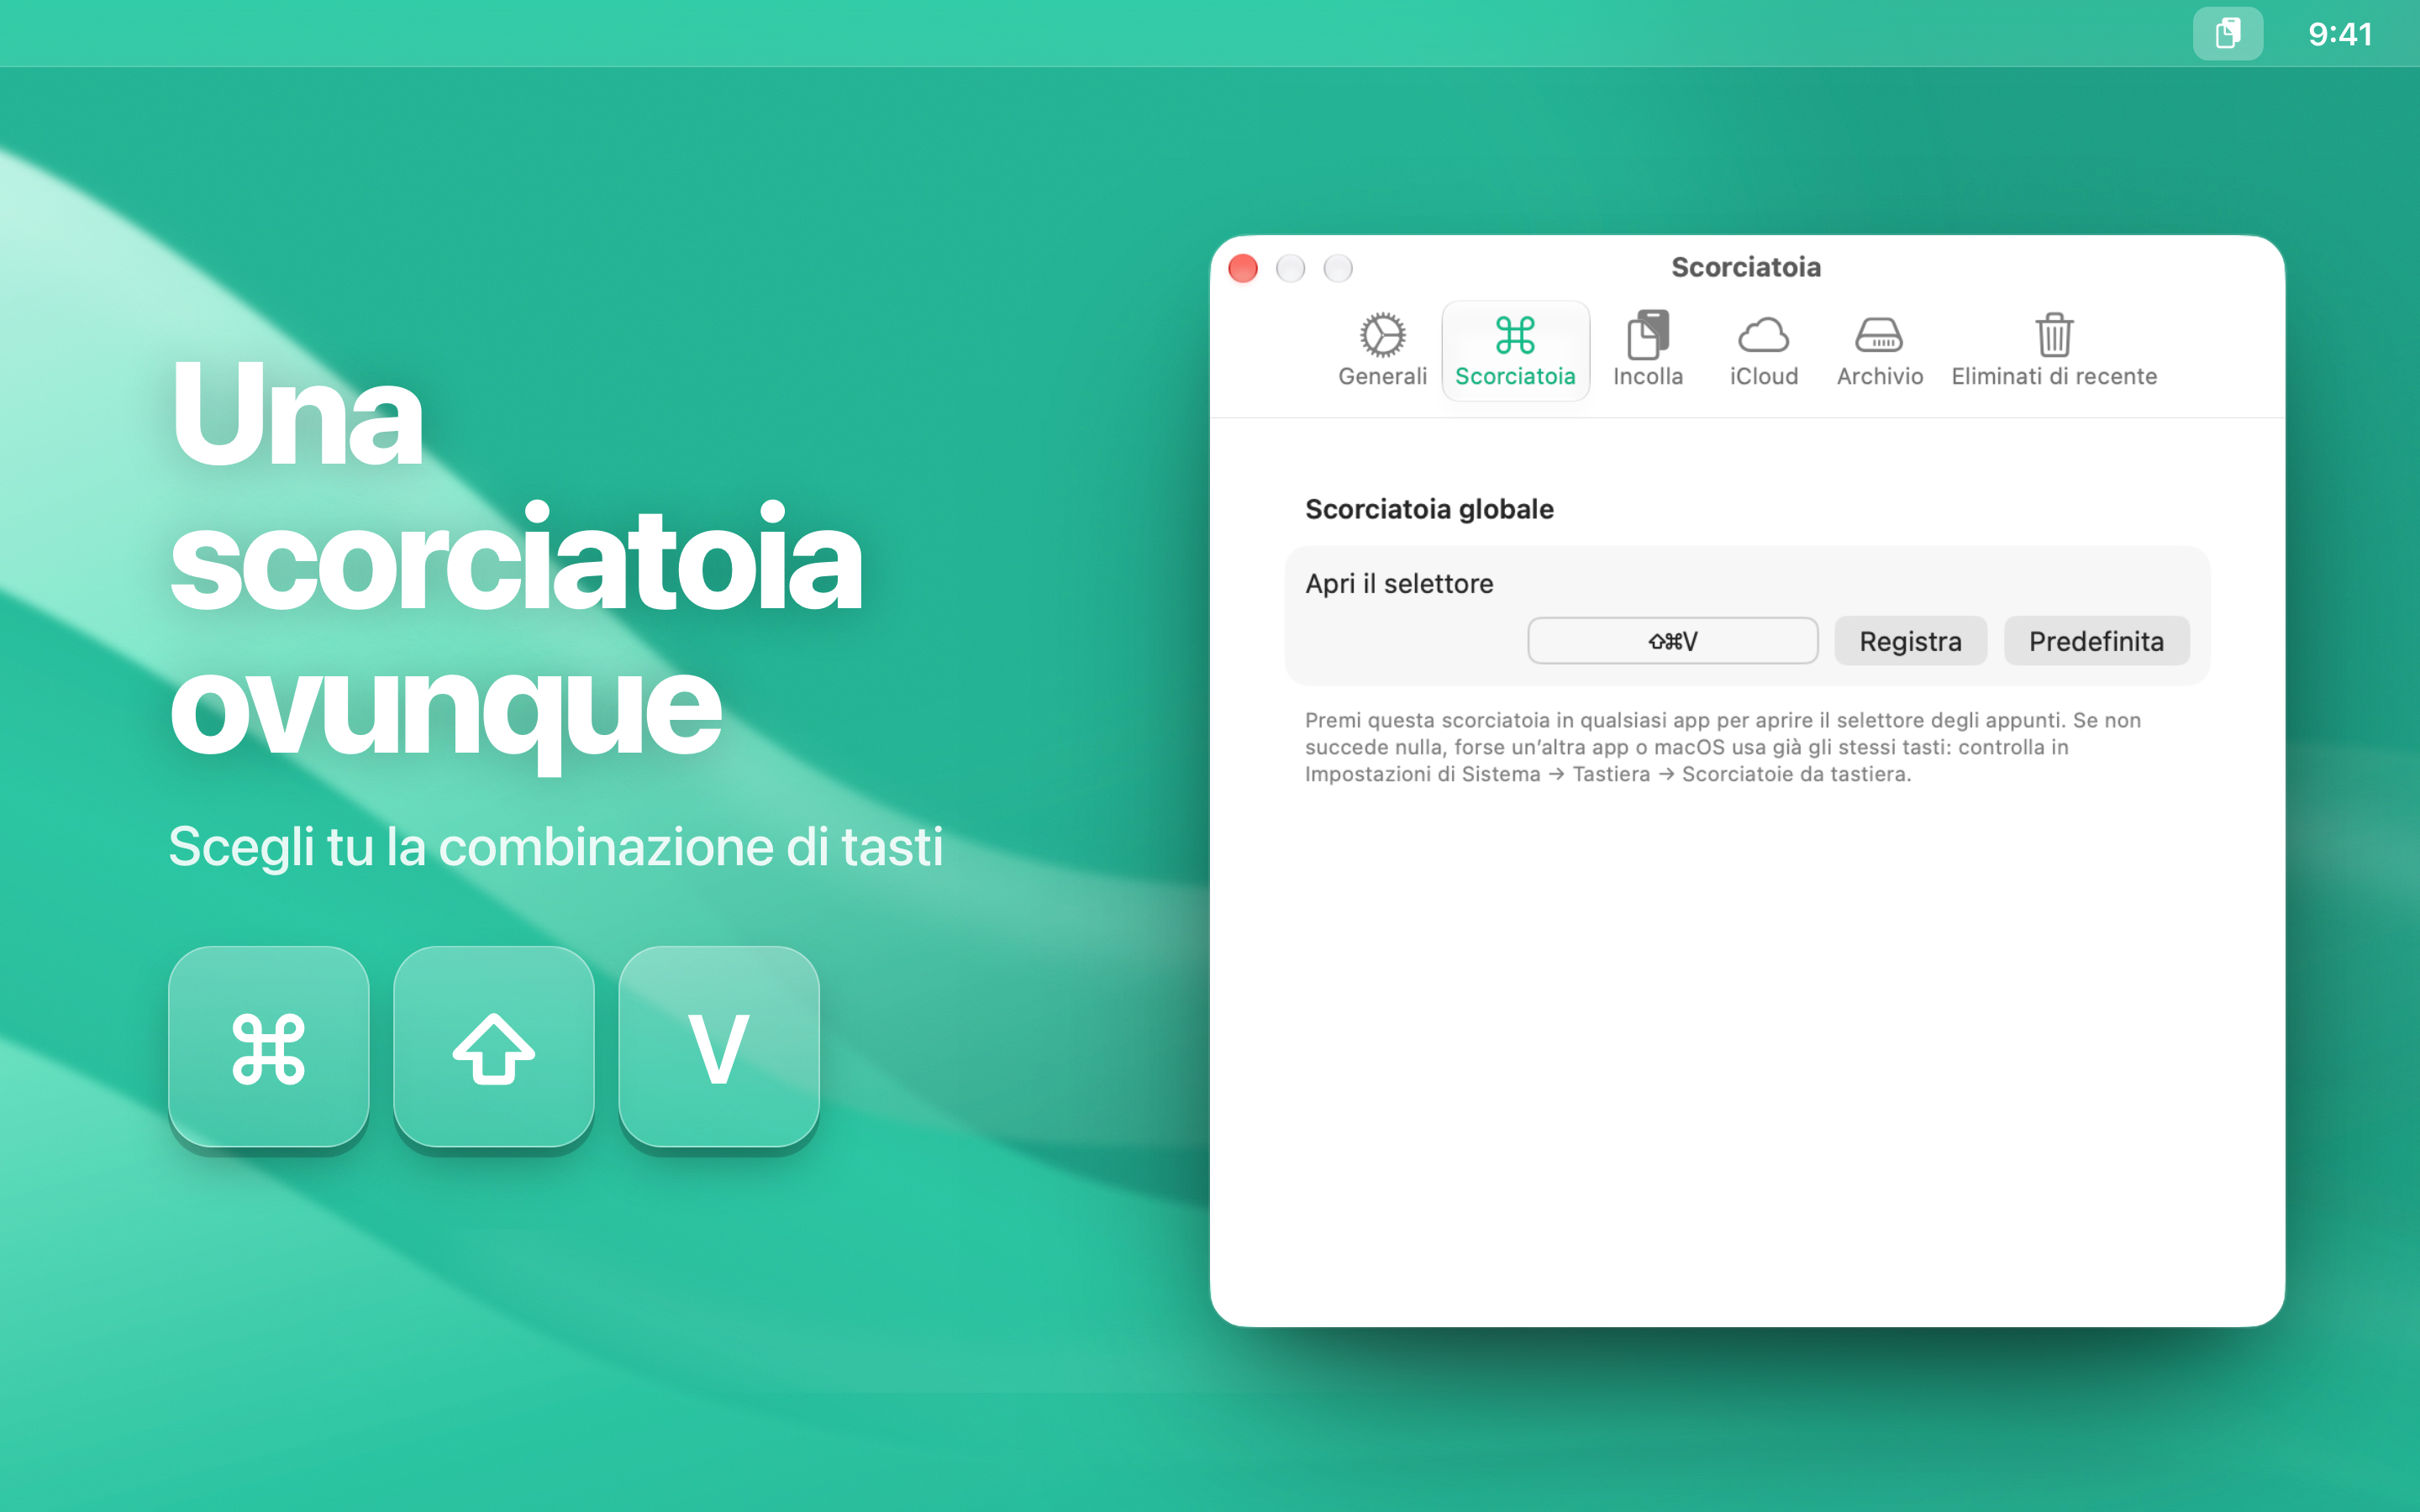 9:41
Una
scorciatoia
ovunque
Scegli tu la combinazione di tasti
⌘ ⇧ V
Scorciatoia
Generali Scorciatoia Incolla iCloud Archivio Eliminati di recente
Scorciatoia globale
Apri il selettore
⇧⌘V Registra Predefinita
Premi questa scorciatoia in qualsiasi app per aprire il selettore degli appunti. Se non
succede nulla, forse un’altra app o macOS usa già gli stessi tasti: controlla in
Impostazioni di Sistema → Tastiera → Scorciatoie da tastiera.